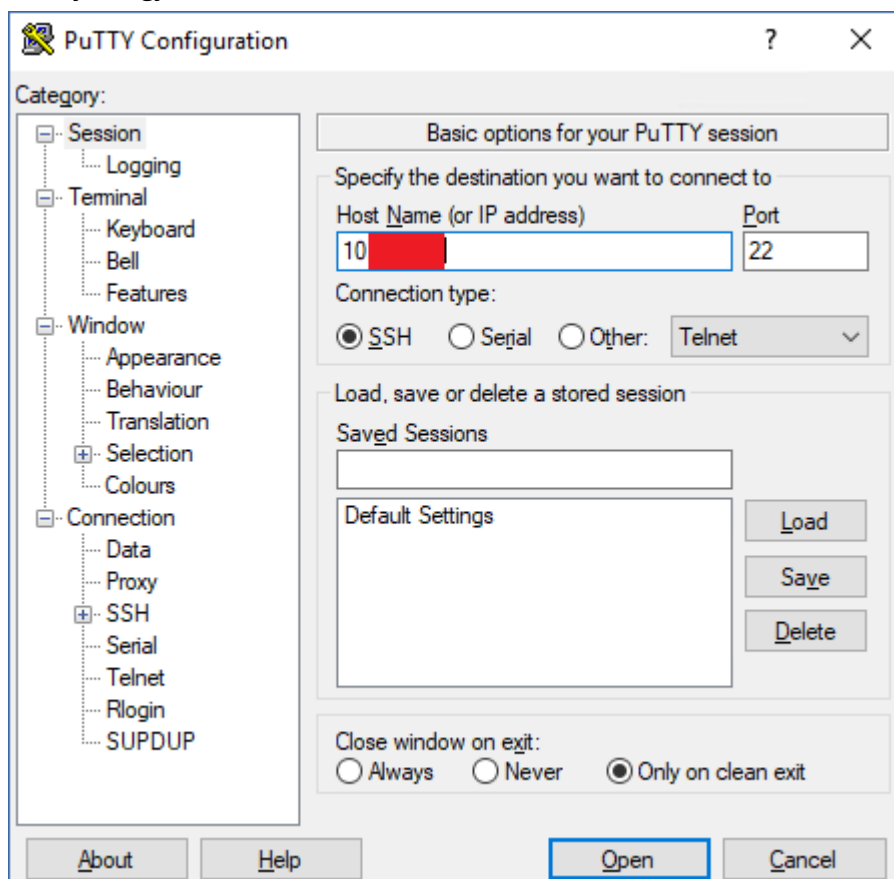 PuTTY Configuration
?
Category:
Session
Logging
Terminal
Keyboard
Bell
Features
Window
Appearance
Behaviour
Translation
Selection
Colours
Connection
Data
Proxy
SSH
Serial
Telnet
Rlogin
SUPDUP
Basic options for your PuTTY session
Specify the destination you want to connect to
Host Name (or IP address) Port
10 22
Connection type:
SSH Serial Other: Telnet
Load, save or delete a stored session
Saved Sessions
Default Settings
Load
Save
Delete
Close window on exit:
Always Never Only on clean exit
About Help Open Cancel